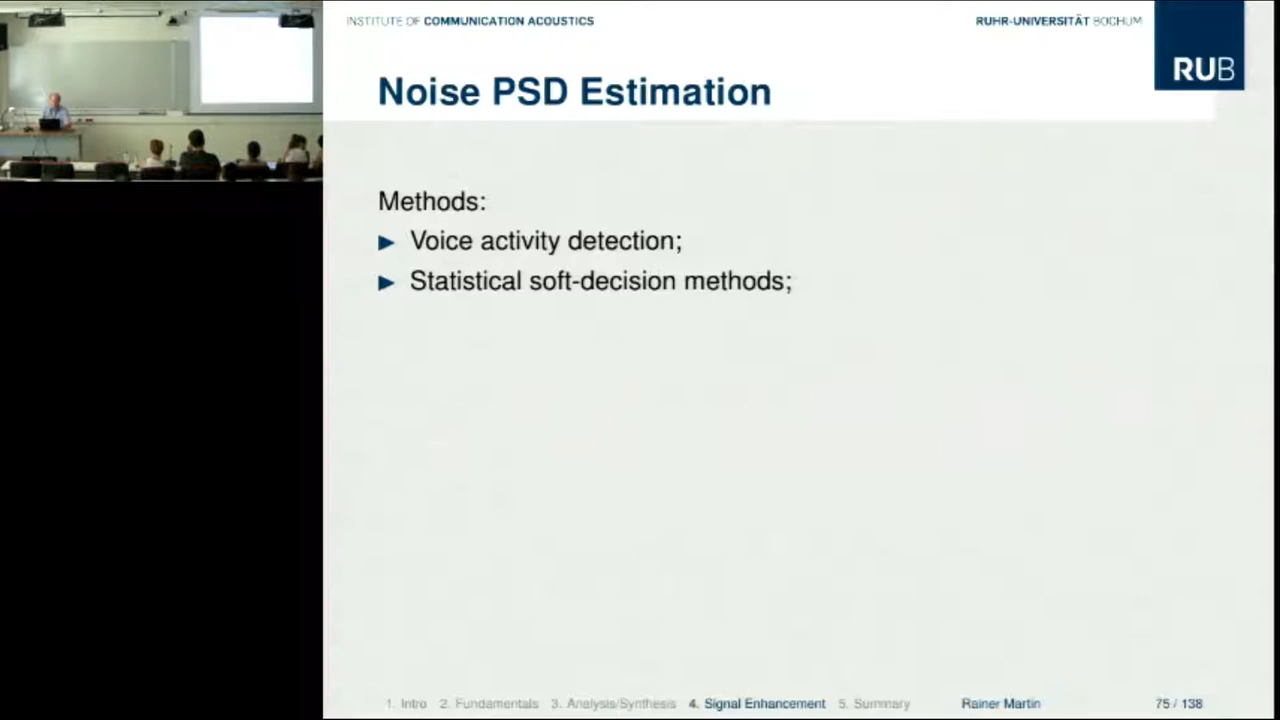 INSTITUTE OF COMMUNICATION ACOUSTICS
RUHR-UNIVERSITÄT BOCHUM
RUB
Noise PSD Estimation
Methods:
► Voice activity detection;
► Statistical soft-decision methods;
1. Intro 2. Fundamentals 3. Analysis/Synthesis 4. Signal Enhancement 5. Summary Rainer Martin 75 / 138